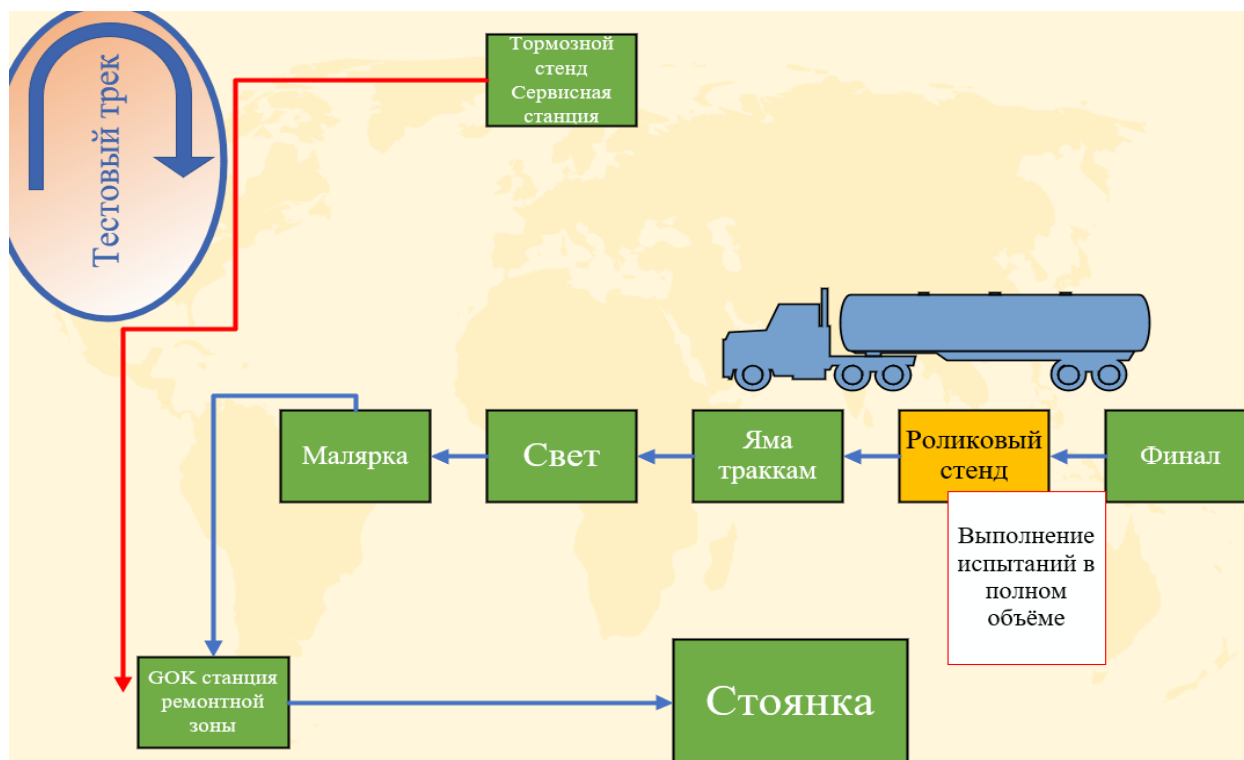 Тестовый трек
Тормозной
стенд
Сервисная
станция
Малярка
Свет
Яма
траккам
Роликовый
стенд
Финал
Выполнение
испытаний в
полном
объёме
GOK станция
ремонтной
зоны
Стоянка